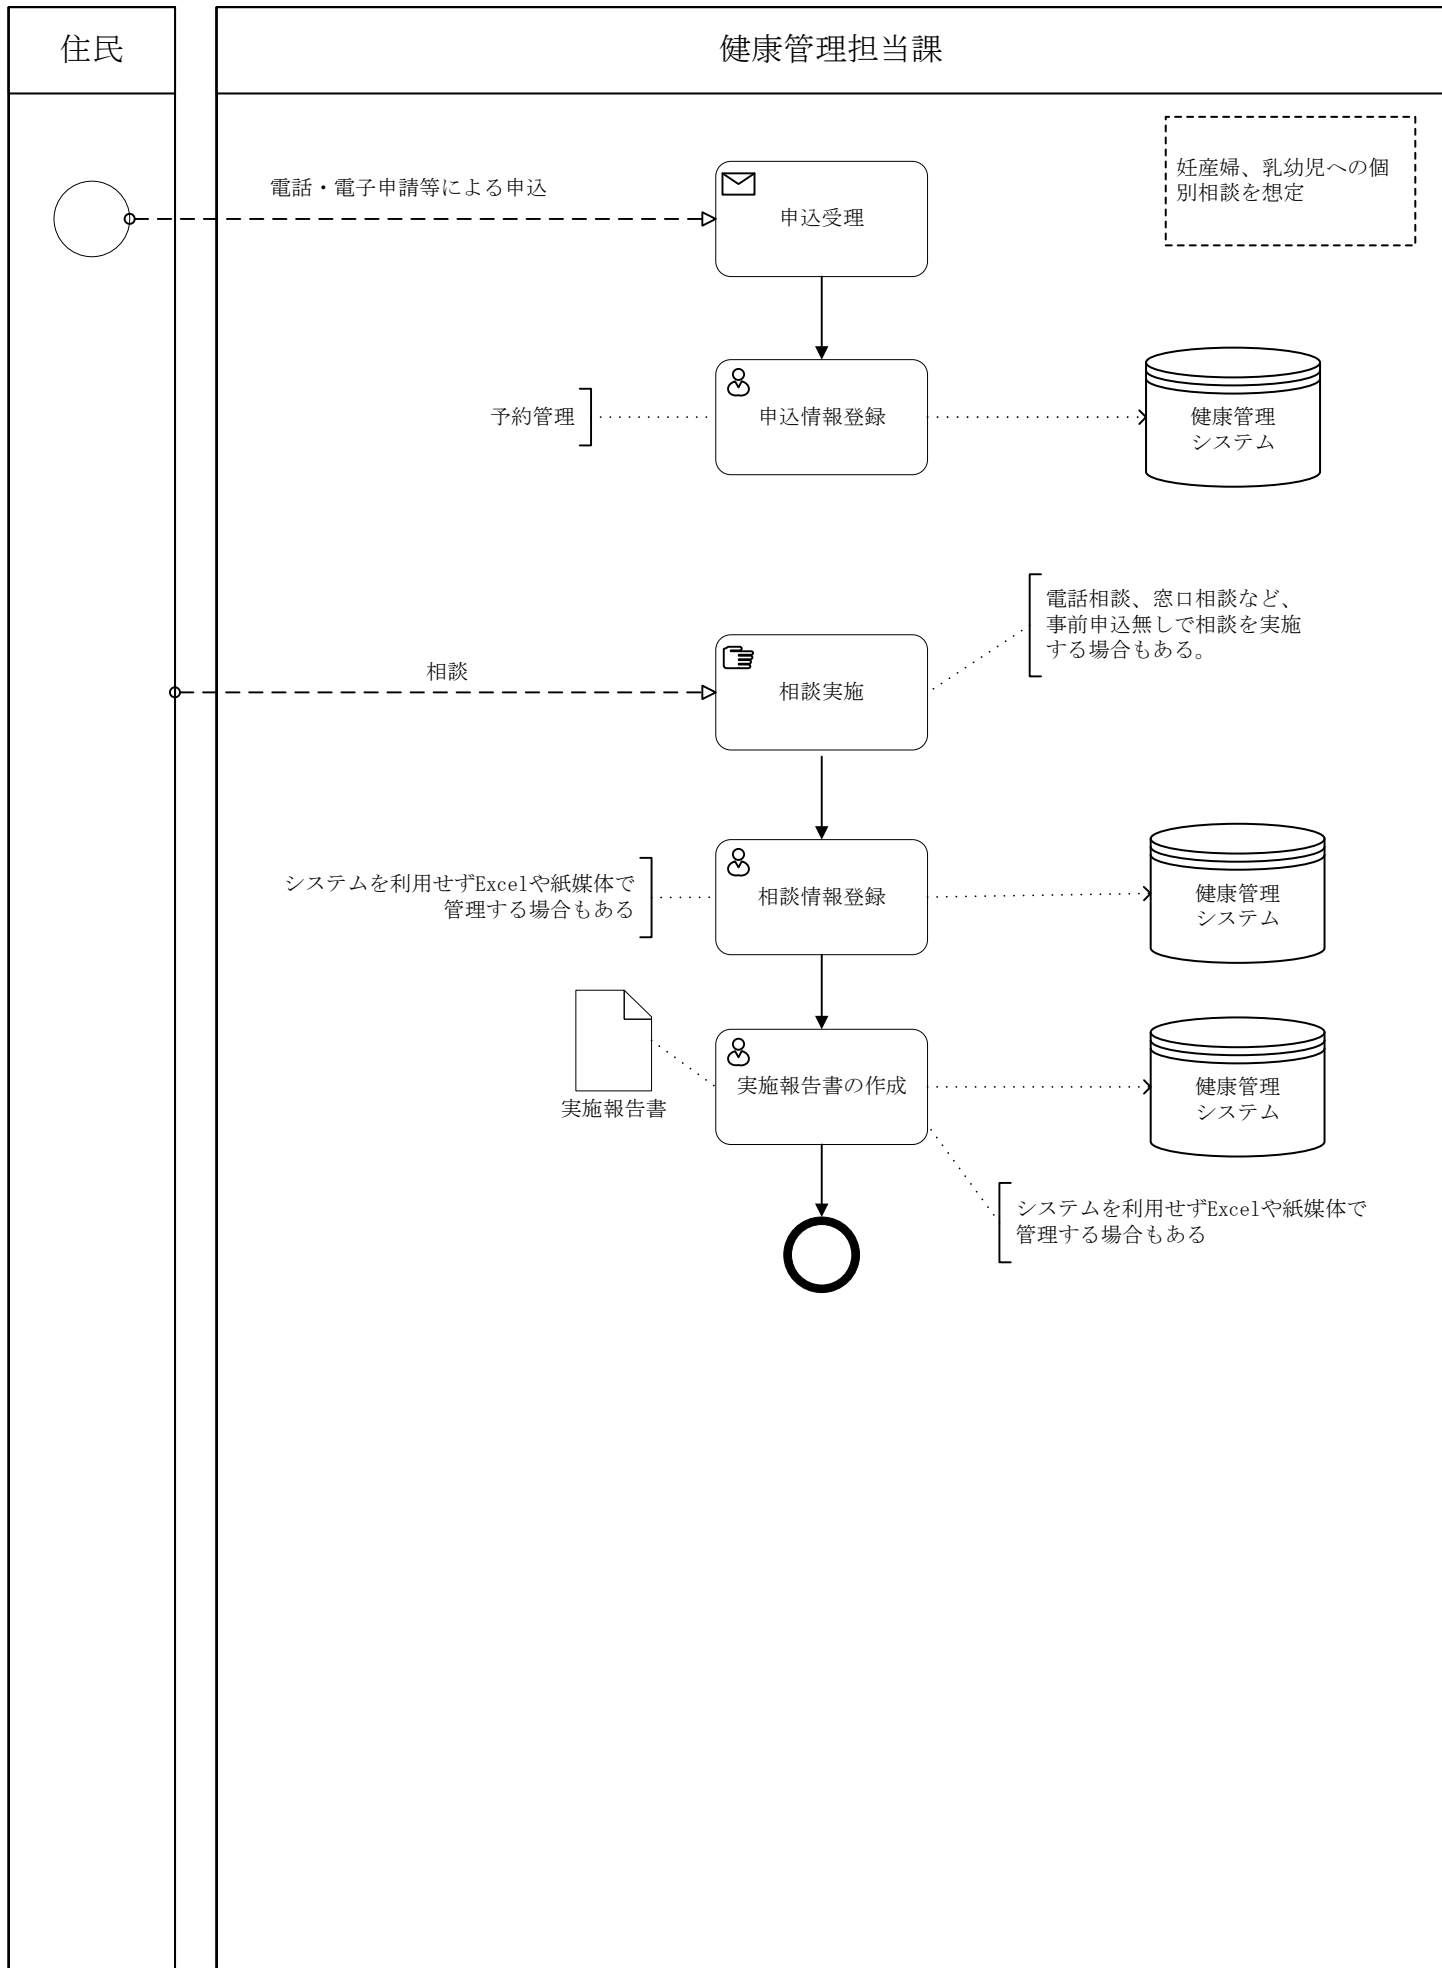 住民
健康管理担当課
妊産婦、乳幼児への個
別相談を想定
電話・電子申請等による申込
申込受理
予約管理
申込情報登録
健康管理
システム
電話相談、窓口相談など、
事前申込無しで相談を実施
する場合もある。
相談
相談実施
システムを利用せずExcelや紙媒体で
管理する場合もある
相談情報登録
健康管理
システム
実施報告書
実施報告書の作成
健康管理
システム
システムを利用せずExcelや紙媒体で
管理する場合もある